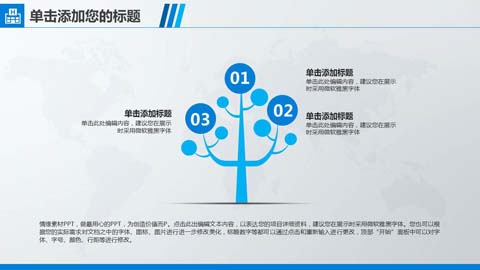 单击添加您的标题
01
单击添加标题
单击此处编辑内容，建议您在展示
时采用微软雅黑字体
02
单击添加标题
单击此处编辑内容，建议您在展示
时采用微软雅黑字体
03
单击添加标题
单击此处编辑内容，建议您在展示
时采用微软雅黑字体
情缘素材PPT，做最用心的PPT，为创造价值而P。点击此出编辑文本内容，以表达您的项目详细资料，建议您在展示时采用微软雅黑字体。您也可以根
据您的实际需求对文档之中的字体、图标、图片进行进一步修改美化，标题数字等都可以通过点击和重新输入进行更改，顶部“开始”面板中可以对字
体、字号、颜色、行距等进行修改。